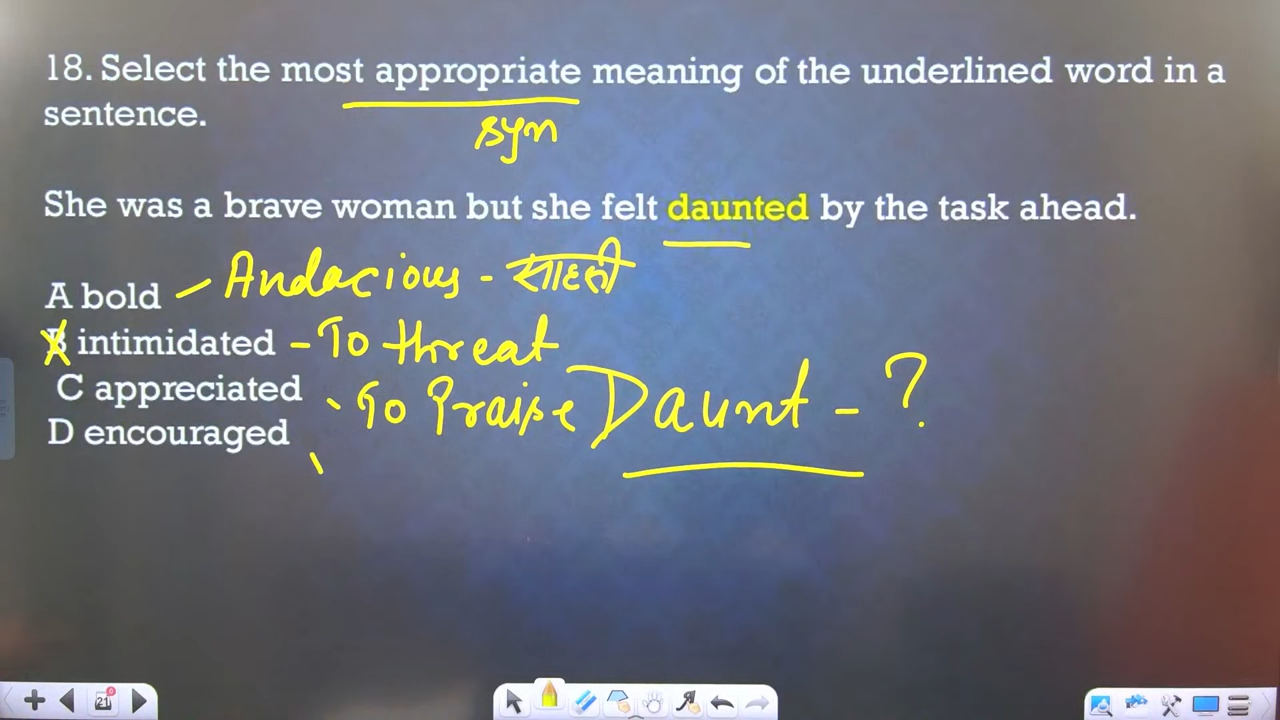 18. Select the most appropriate meaning of the underlined word in a
sentence.
syn
She was a brave woman but she felt daunted by the task ahead.
A bold – Audacious - साहसी
B intimidated – To threat
C appreciated - To Praise
Daunt - ?
D encouraged
21